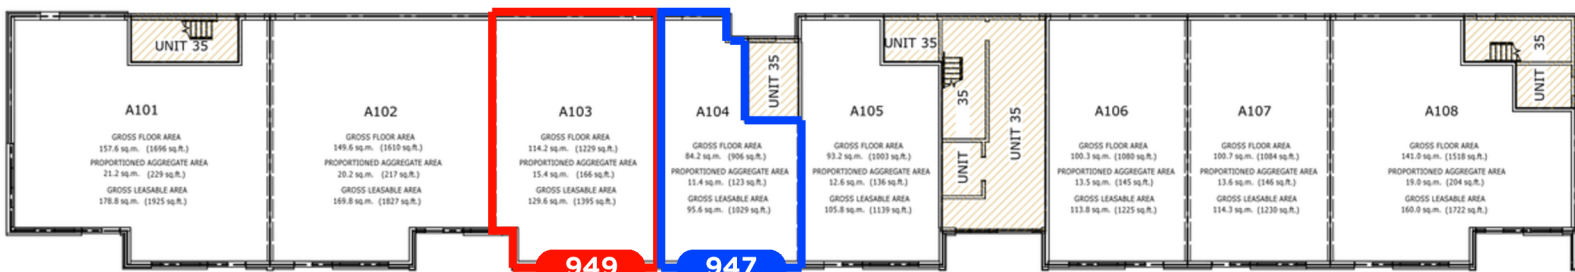 UNIT 35
A101
GROSS FLOOR AREA
157.6 sq.m. (1696 sq.ft.)
PROPORTIONED AGGREGATE AREA
21.2 sq.m. (229 sq.ft.)
GROSS LEASABLE AREA
178.8 sq.m. (1925 sq.ft.)
A102
GROSS FLOOR AREA
149.6 sq.m. (1610 sq.ft.)
PROPORTIONED AGGREGATE AREA
20.2 sq.m. (217 sq.ft.)
GROSS LEASABLE AREA
169.8 sq.m. (1827 sq.ft.)
A103
GROSS FLOOR AREA
114.2 sq.m. (1229 sq.ft.)
PROPORTIONED AGGREGATE AREA
15.4 sq.m. (166 sq.ft.)
GROSS LEASABLE AREA
129.6 sq.m. (1395 sq.ft.)
949
UNIT 35
A104
GROSS FLOOR AREA
84.2 sq.m. (906 sq.ft.)
PROPORTIONED AGGREGATE AREA
11.4 sq.m. (123 sq.ft.)
GROSS LEASABLE AREA
95.6 sq.m. (1029 sq.ft.)
947
UNIT 35
A105
GROSS FLOOR AREA
93.2 sq.m. (1003 sq.ft.)
PROPORTIONED AGGREGATE AREA
12.6 sq.m. (136 sq.ft.)
GROSS LEASABLE AREA
105.8 sq.m. (1139 sq.ft.)
UNIT 35
UNIT 35
A106
GROSS FLOOR AREA
100.3 sq.m. (1080 sq.ft.)
PROPORTIONED AGGREGATE AREA
13.5 sq.m. (145 sq.ft.)
GROSS LEASABLE AREA
113.8 sq.m. (1225 sq.ft.)
A107
GROSS FLOOR AREA
100.7 sq.m. (1084 sq.ft.)
PROPORTIONED AGGREGATE AREA
13.6 sq.m. (146 sq.ft.)
GROSS LEASABLE AREA
114.3 sq.m. (1230 sq.ft.)
A108
GROSS FLOOR AREA
141.0 sq.m. (1518 sq.ft.)
PROPORTIONED AGGREGATE AREA
19.0 sq.m. (204 sq.ft.)
GROSS LEASABLE AREA
160.0 sq.m. (1722 sq.ft.)
UNIT 35